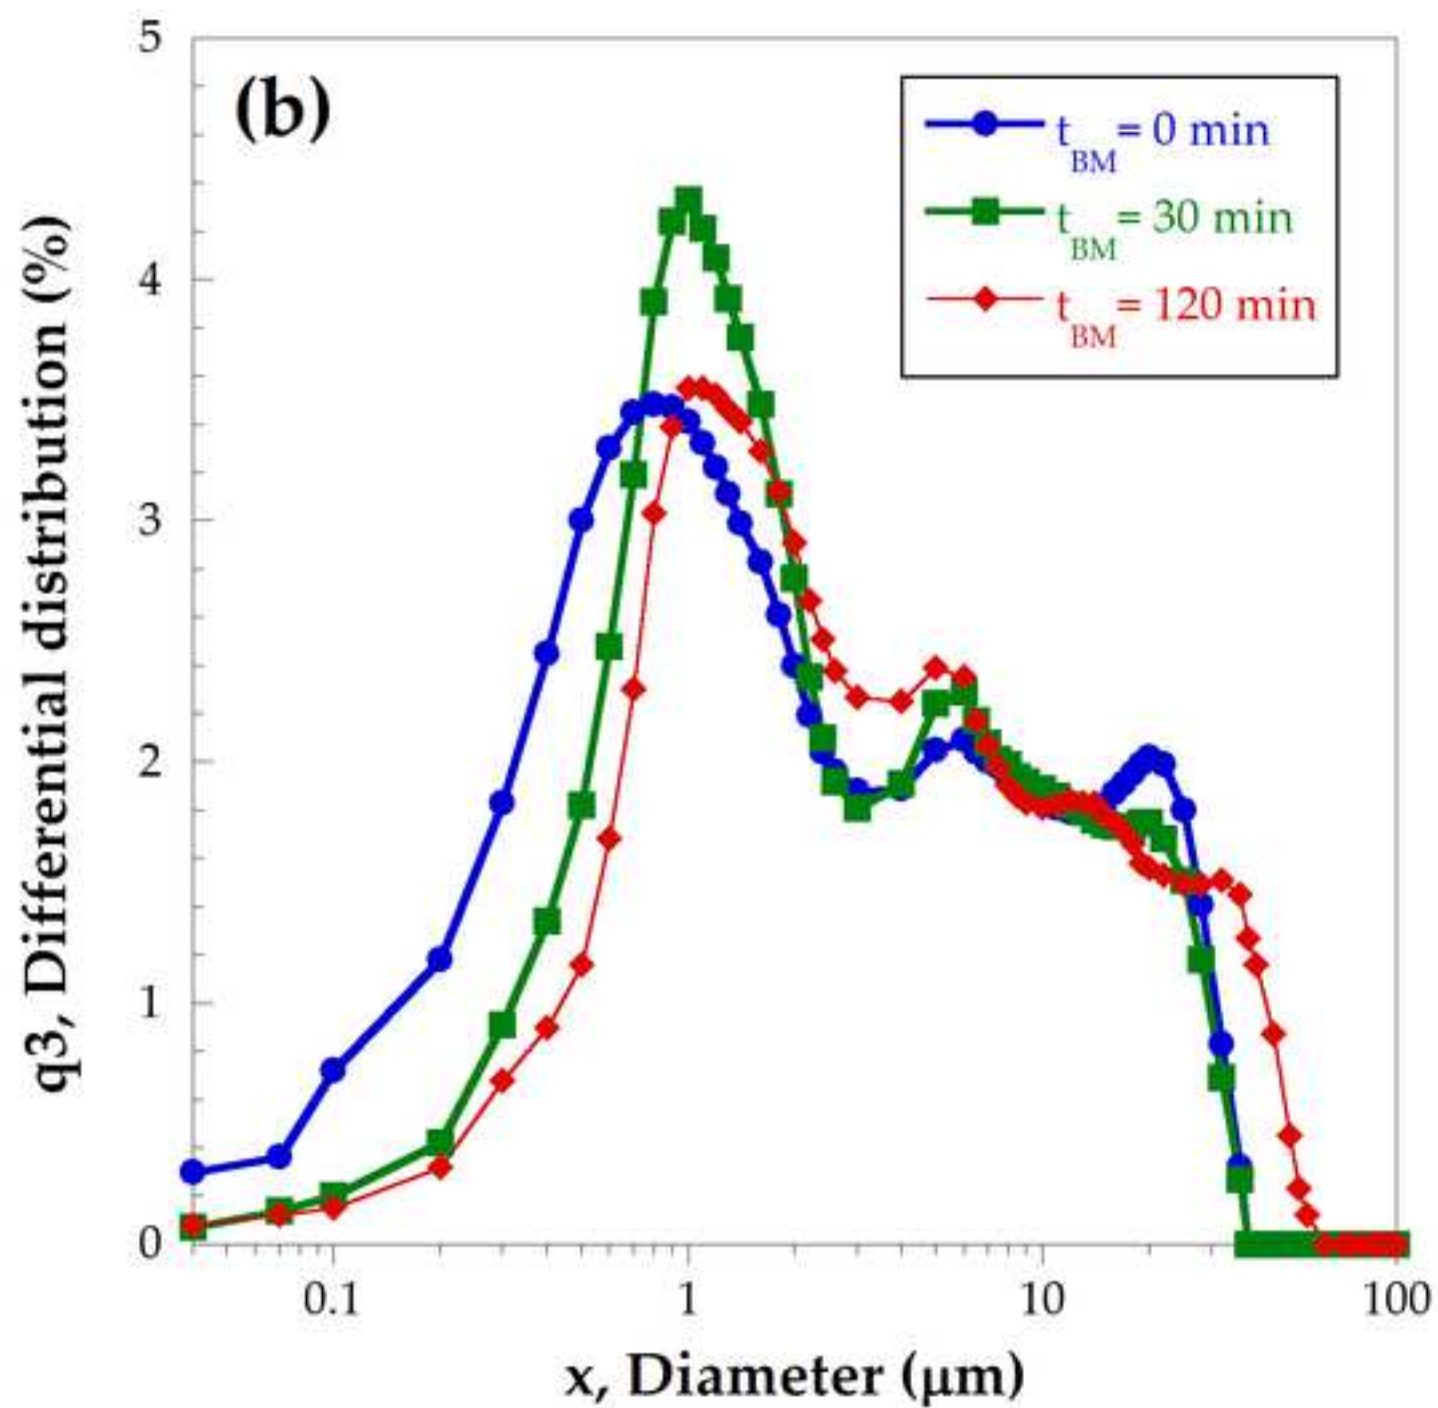 (b)
t_BM = 0 min
t_BM = 30 min
t_BM = 120 min
q3, Differential distribution (%)
5
4
3
2
1
0
0.1 1 10 100
x, Diameter (μm)